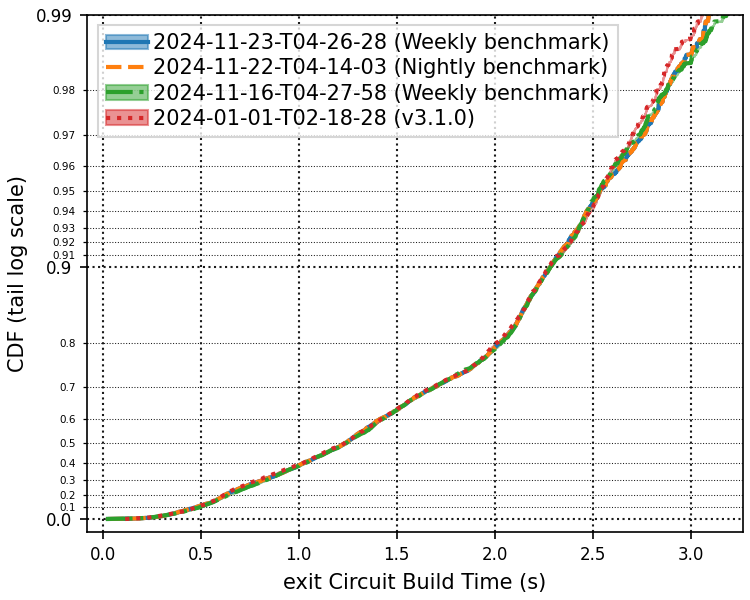 0.99
2024-11-23-T04-26-28 (Weekly benchmark)
2024-11-22-T04-14-03 (Nightly benchmark)
2024-11-16-T04-27-58 (Weekly benchmark)
2024-01-01-T02-18-28 (v3.1.0)
0.98
0.97
0.96
0.95
0.94
0.93
0.92
0.91
0.9
0.8
0.7
0.6
0.5
0.4
0.3
0.2
0.1
0.0
CDF (tail log scale)
0.0 0.5 1.0 1.5 2.0 2.5 3.0
exit Circuit Build Time (s)